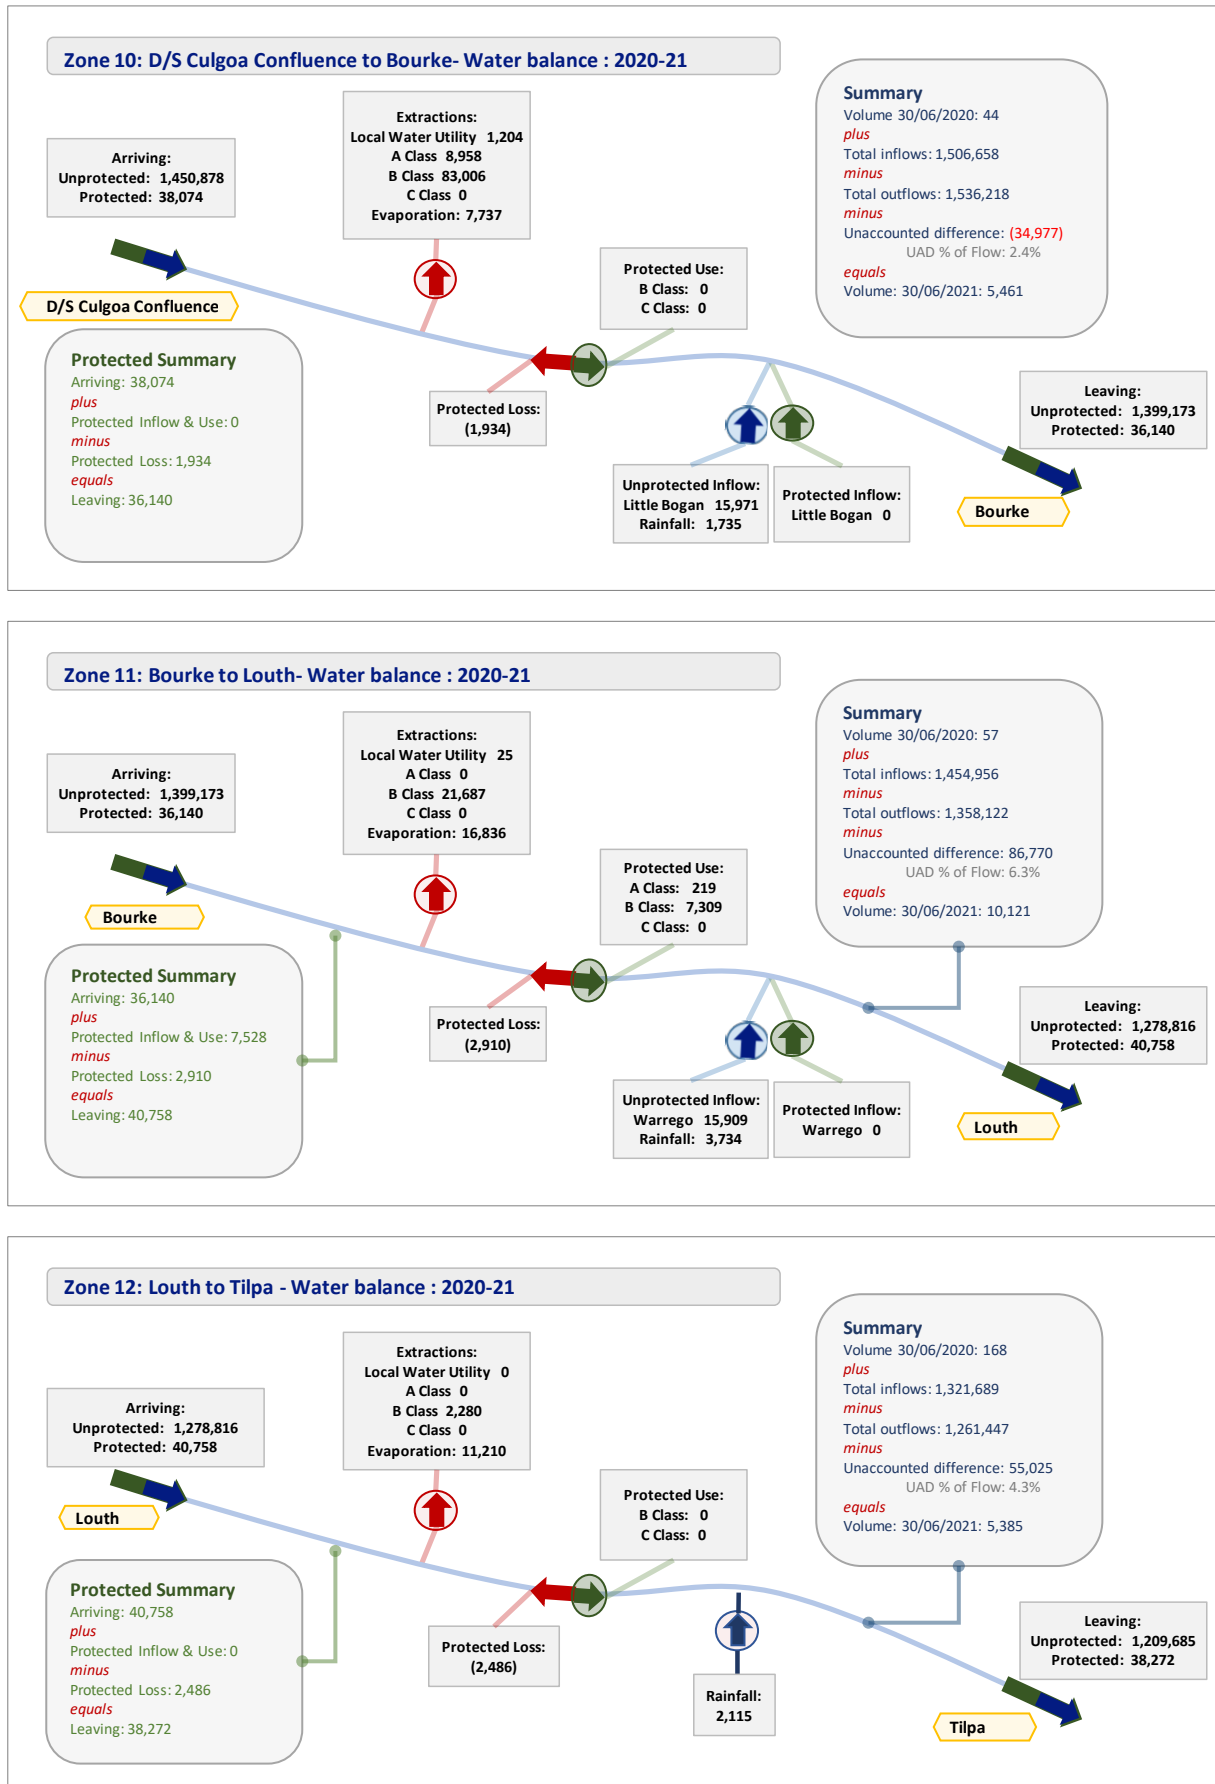 Zone 10: D/S Culgoa Confluence to Bourke- Water balance : 2020-21
Arriving:
Unprotected: 1,450,878
Protected: 38,074
Extractions:
Local Water Utility 1,204
A Class 8,958
B Class 83,006
C Class 0
Evaporation: 7,737
Summary
Volume 30/06/2020: 44
plus
Total inflows: 1,506,658
minus
Total outflows: 1,536,218
minus
Unaccounted difference: (34,977)
UAD % of Flow: 2.4%
equals
Volume: 30/06/2021: 5,461
D/S Culgoa Confluence
Protected Use:
B Class: 0
C Class: 0
Protected Summary
Arriving: 38,074
plus
Protected Inflow & Use: 0
minus
Protected Loss: 1,934
equals
Leaving: 36,140
Protected Loss:
(1,934)
Unprotected Inflow:
Little Bogan 15,971
Rainfall: 1,735
Protected Inflow:
Little Bogan 0
Leaving:
Unprotected: 1,399,173
Protected: 36,140
Bourke
Zone 11: Bourke to Louth- Water balance : 2020-21
Arriving:
Unprotected: 1,399,173
Protected: 36,140
Extractions:
Local Water Utility 25
A Class 0
B Class 21,687
C Class 0
Evaporation: 16,836
Summary
Volume 30/06/2020: 57
plus
Total inflows: 1,454,956
minus
Total outflows: 1,358,122
minus
Unaccounted difference: 86,770
UAD % of Flow: 6.3%
equals
Volume: 30/06/2021: 10,121
Bourke
Protected Use:
A Class: 219
B Class: 7,309
C Class: 0
Protected Summary
Arriving: 36,140
plus
Protected Inflow & Use: 7,528
minus
Protected Loss: 2,910
equals
Leaving: 40,758
Protected Loss:
(2,910)
Unprotected Inflow:
Warrego 15,909
Rainfall: 3,734
Protected Inflow:
Warrego 0
Leaving:
Unprotected: 1,278,816
Protected: 40,758
Louth
Zone 12: Louth to Tilpa - Water balance : 2020-21
Arriving:
Unprotected: 1,278,816
Protected: 40,758
Extractions:
Local Water Utility 0
A Class 0
B Class 2,280
C Class 0
Evaporation: 11,210
Summary
Volume 30/06/2020: 168
plus
Total inflows: 1,321,689
minus
Total outflows: 1,261,447
minus
Unaccounted difference: 55,025
UAD % of Flow: 4.3%
equals
Volume: 30/06/2021: 5,385
Louth
Protected Use:
B Class: 0
C Class: 0
Protected Summary
Arriving: 40,758
plus
Protected Inflow & Use: 0
minus
Protected Loss: 2,486
equals
Leaving: 38,272
Protected Loss:
(2,486)
Rainfall:
2,115
Leaving:
Unprotected: 1,209,685
Protected: 38,272
Tilpa